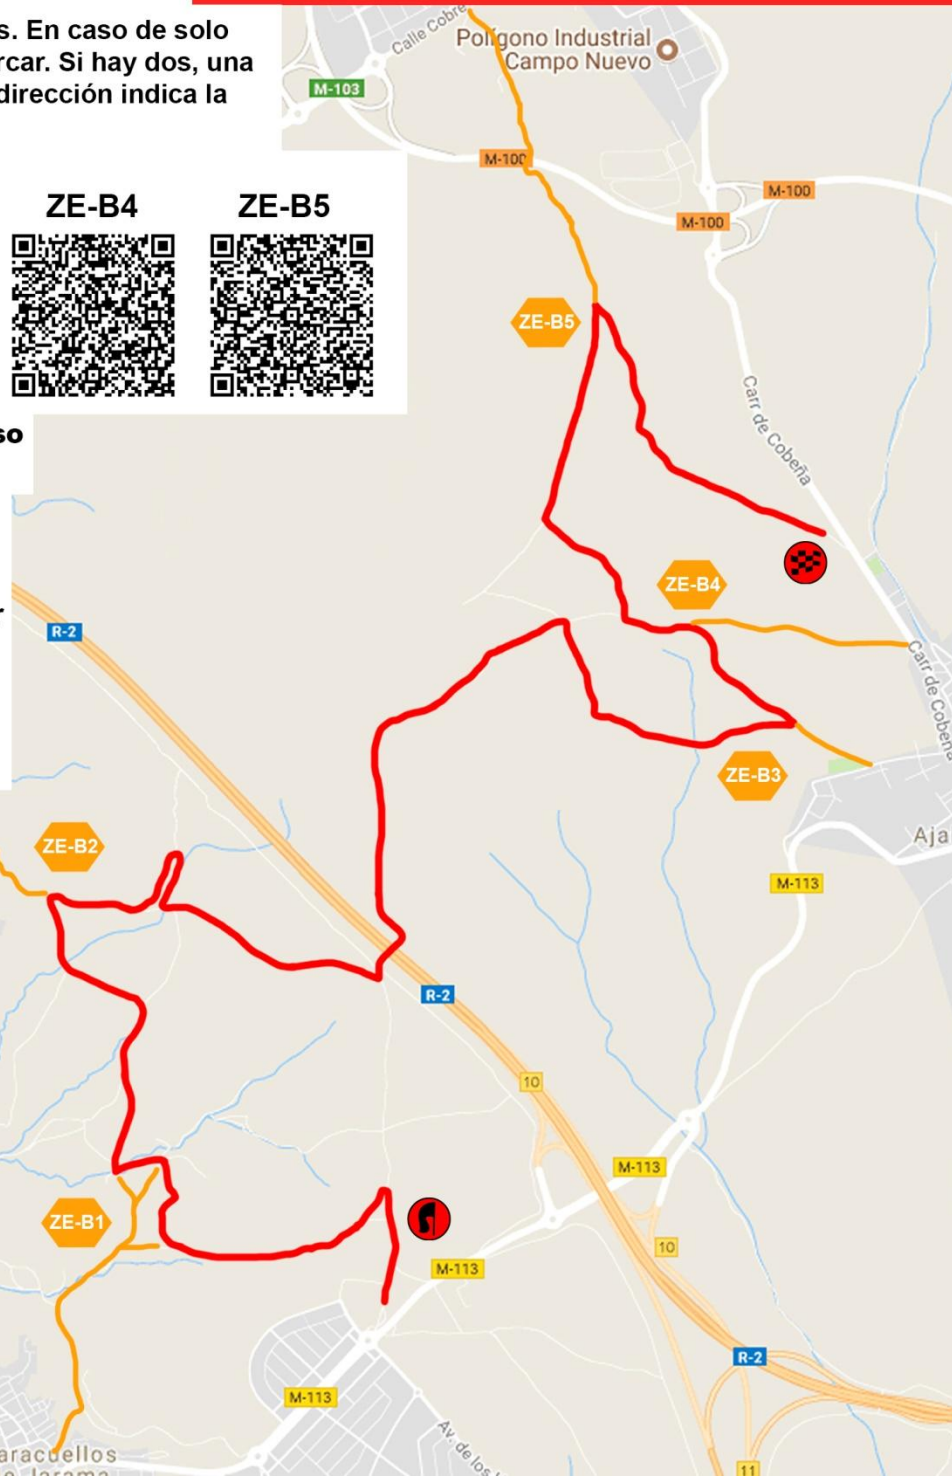 s. En caso de solo
rcar. Si hay dos, una
dirección indica la
ZE-B4
ZE-B5
so
r
Calle Cobre
Polígono Industrial
Campo Nuevo
M-103
M-100
M-100
M-100
ZE-B5
Carr de Cobeña
ZE-B4
R-2
Carr de Cobeña
ZE-B3
ZE-B2
Aja
M-113
R-2
10
M-113
ZE-B1
10
M-113
R-2
M-113
Av. de los
aracuellos
e Jarama
11